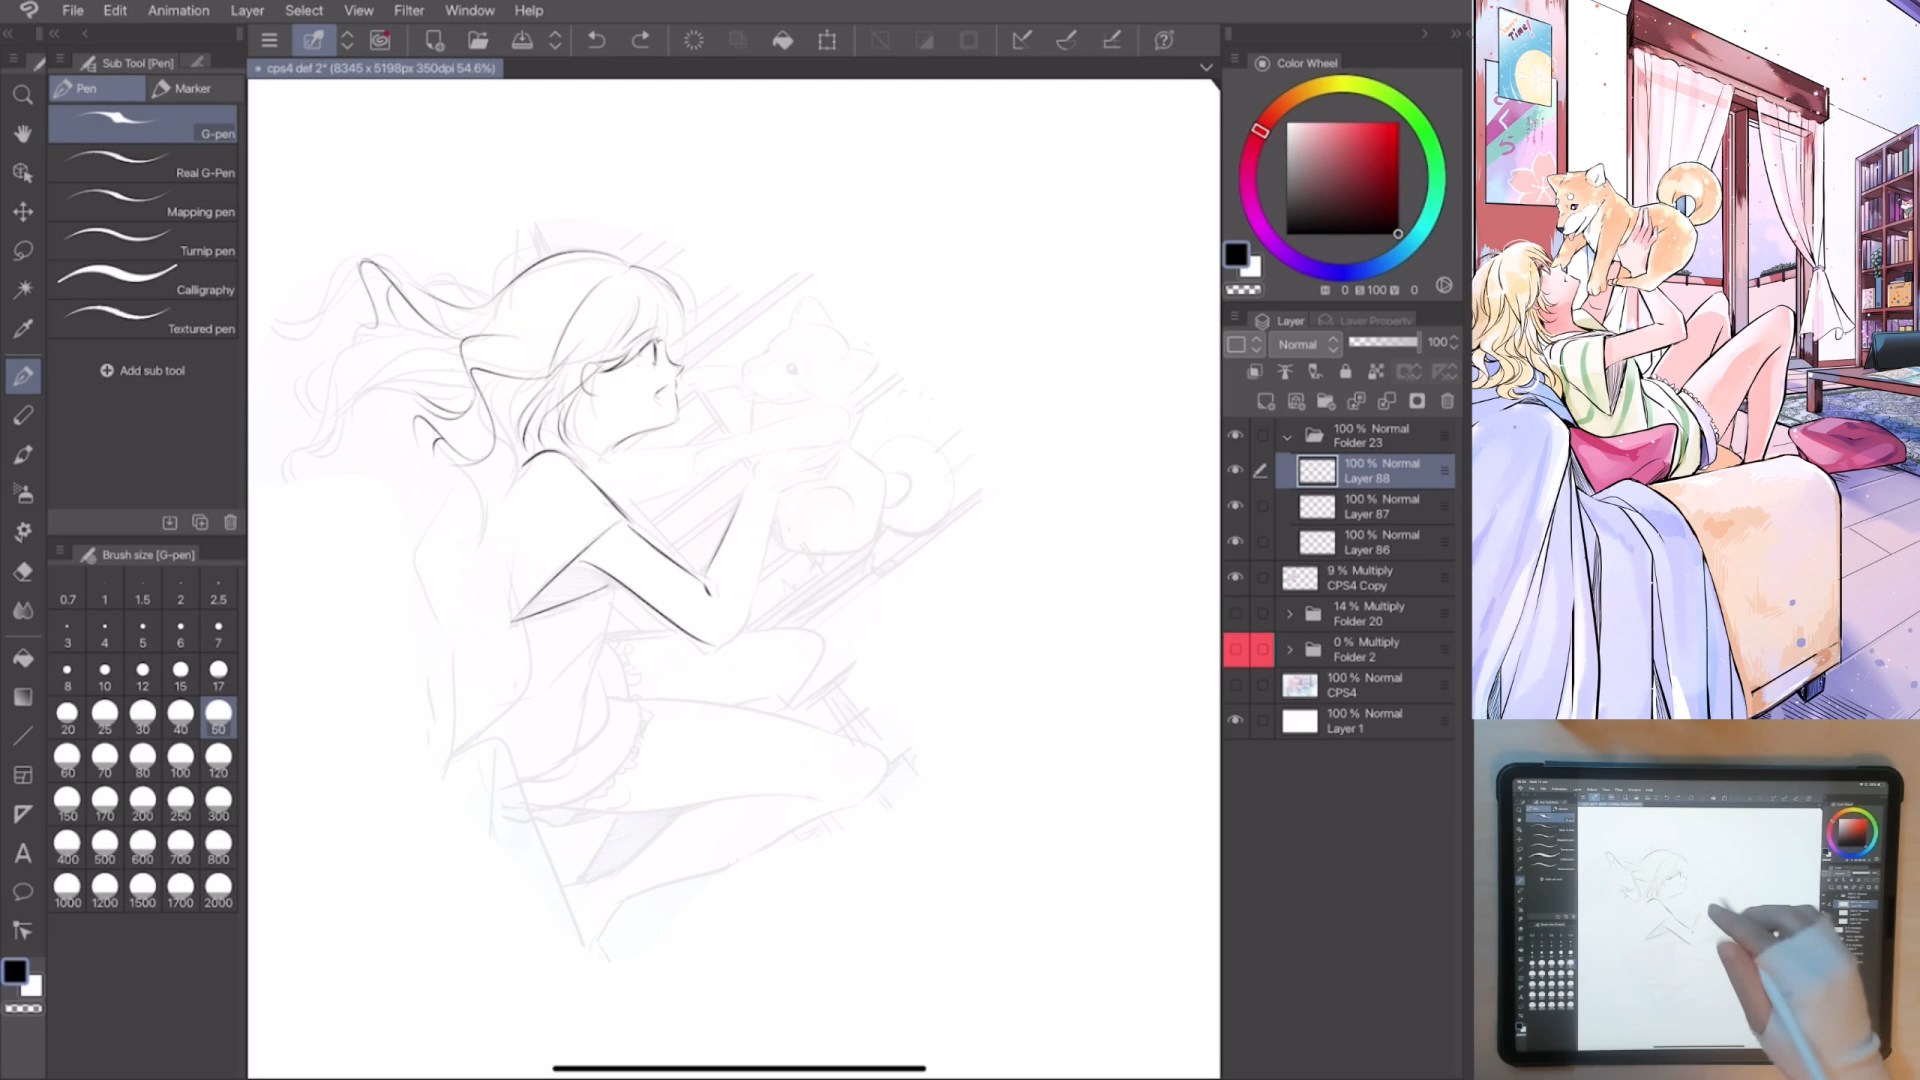 File Edit Animation Layer Select View Filter Window Help
Sub Tool [Pen]
cps4 def 2* (8345 x 5198px 350dpi 54.6%)
Pen
Marker
G-pen
Real G-Pen
Mapping pen
Turnip pen
Calligraphy
Textured pen
Add sub tool
Brush size [G-pen]
0.7 1 1.5 2 2.5
3 4 5 6 7
8 10 12 15 17
20 25 30 40 50
60 70 80 100 120
150 170 200 250 300
400 500 600 700 800
1000 1200 1500 1700 2000
Color Wheel
H 0 S 100 V 0
Layer Layer Property
Normal 100
100 % Normal
Folder 23
100 % Normal
Layer 88
100 % Normal
Layer 87
100 % Normal
Layer 86
9 % Multiply
CPS4 Copy
14 % Multiply
Folder 20
0 % Multiply
Folder 2
100 % Normal
CPS4
100 % Normal
Layer 1
Time!